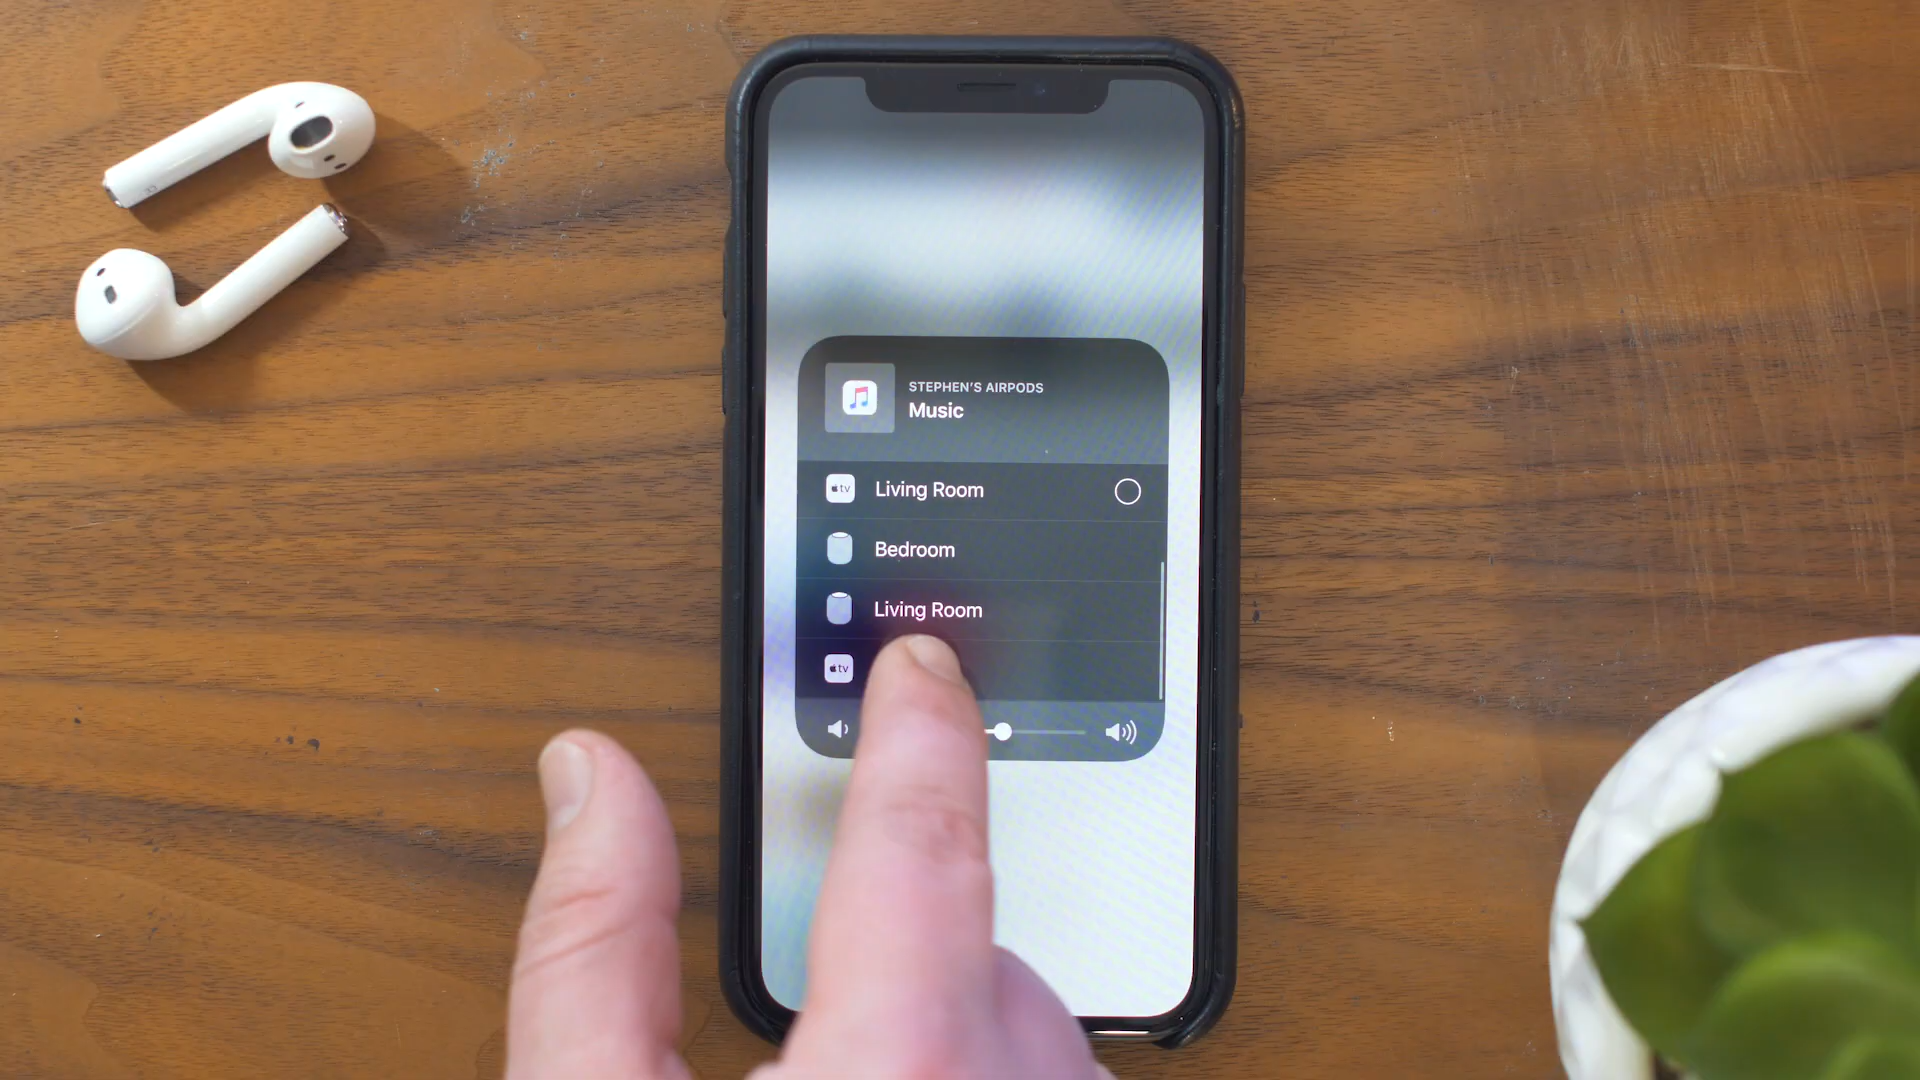 STEPHEN'S AIRPODS
Music
tv Living Room
Bedroom
Living Room
tv